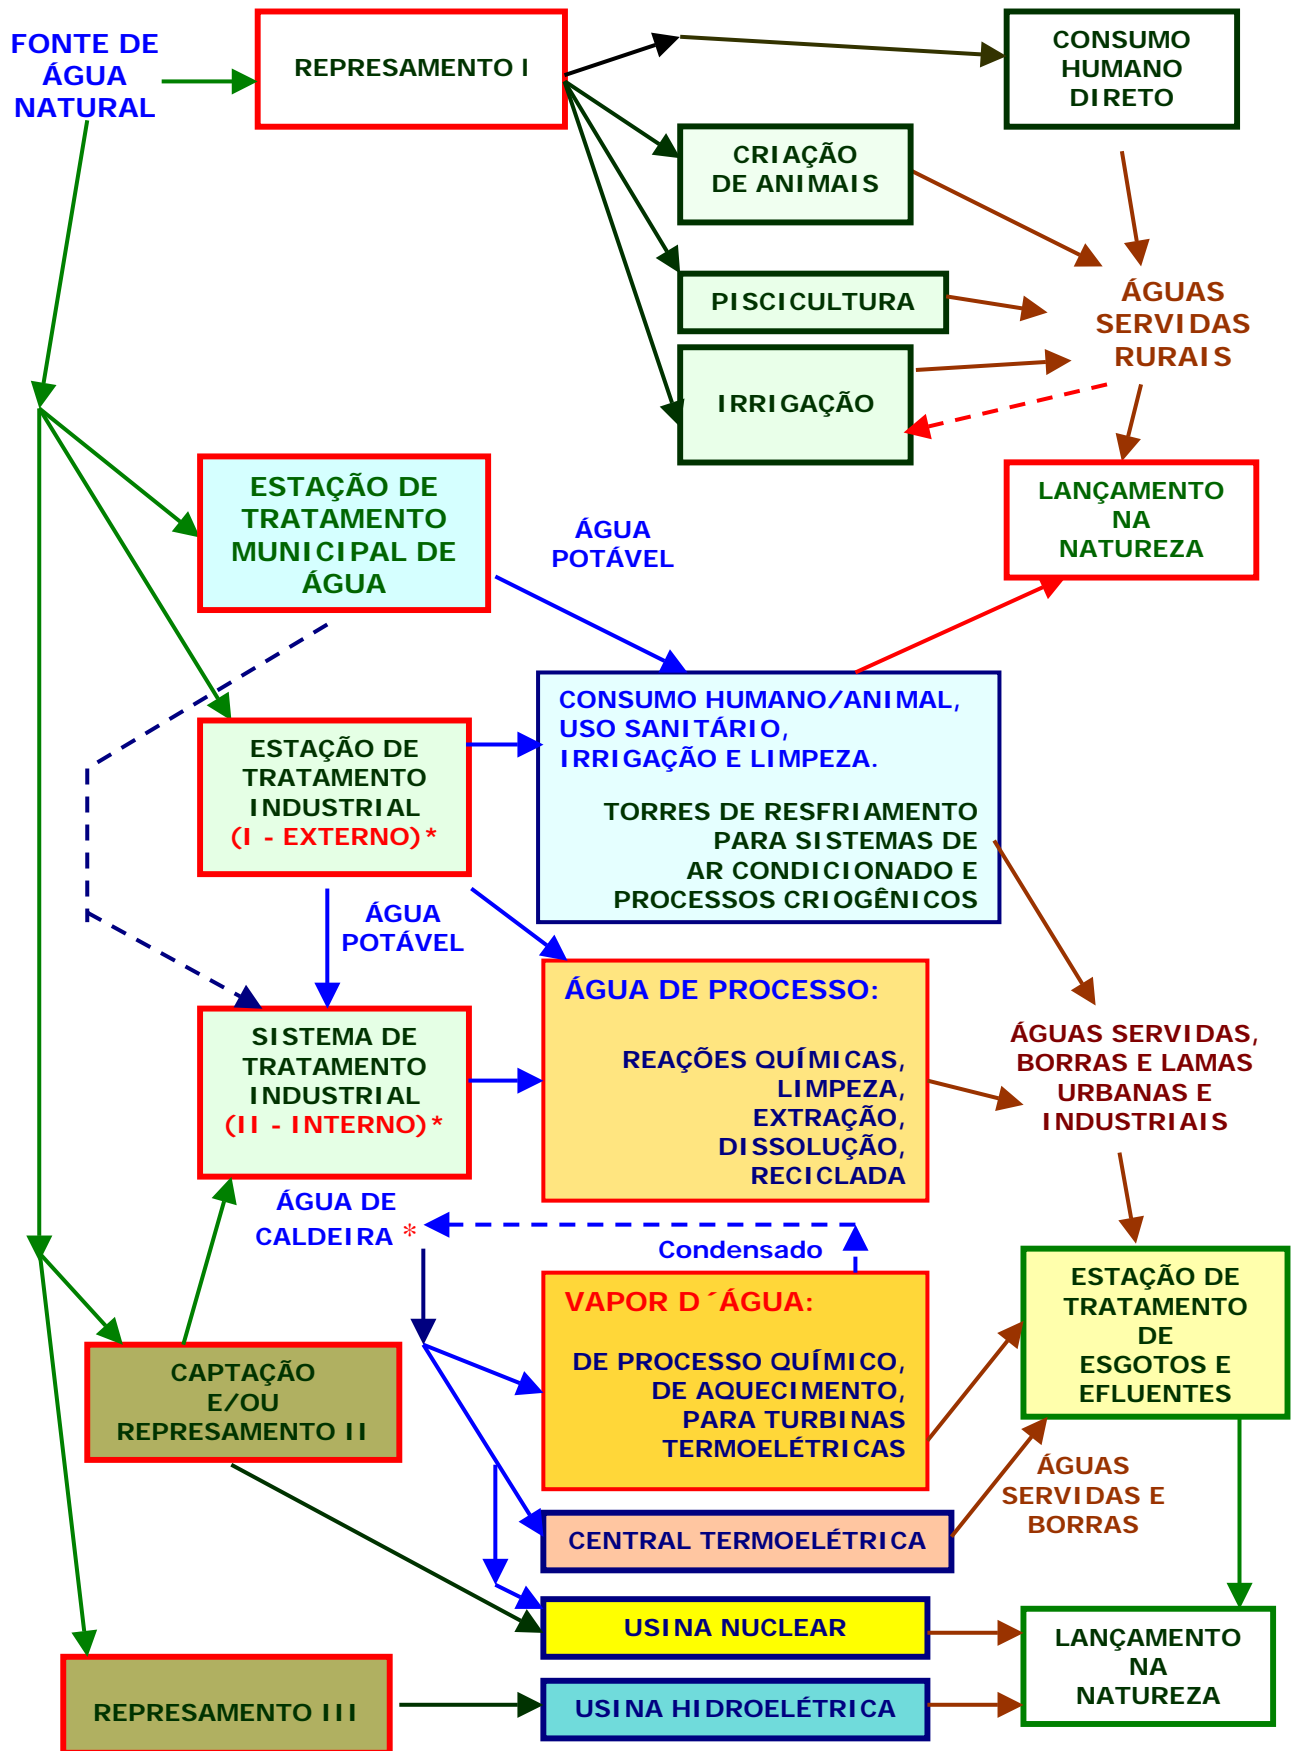 FONTE DE
ÁGUA
NATURAL
REPRESAMENTO I
CONSUMO
HUMANO
DIRETO
CRIAÇÃO
DE ANIMAIS
PISCICULTURA
IRRIGAÇÃO
ÁGUAS
SERVIDAS
RURAIS
LANÇAMENTO
NA
NATUREZA
ESTAÇÃO DE
TRATAMENTO
MUNICIPAL DE
ÁGUA
ÁGUA
POTÁVEL
CONSUMO HUMANO/ANIMAL,
USO SANITÁRIO,
IRRIGAÇÃO E LIMPEZA.
TORRES DE RESFRIAMENTO
PARA SISTEMAS DE
AR CONDICIONADO E
PROCESSOS CRIOGÊNICOS
ESTAÇÃO DE
TRATAMENTO
INDUSTRIAL
(I - EXTERNO)*
ÁGUA
POTÁVEL
SISTEMA DE
TRATAMENTO
INDUSTRIAL
(II - INTERNO)*
ÁGUA DE PROCESSO:
REAÇÕES QUÍMICAS,
LIMPEZA,
EXTRAÇÃO,
DISSOLUÇÃO,
RECICLADA
ÁGUAS SERVIDAS,
BORRAS E LAMAS
URBANAS E
INDUSTRIAIS
ÁGUA DE
CALDEIRA *
Condensado
VAPOR D´ÁGUA:
DE PROCESSO QUÍMICO,
DE AQUECIMENTO,
PARA TURBINAS
TERMOELÉTRICAS
ESTAÇÃO DE
TRATAMENTO
DE
ESGOTOS E
EFLUENTES
CAPTAÇÃO
E/OU
REPRESAMENTO II
ÁGUAS
SERVIDAS E
BORRAS
CENTRAL TERMOELÉTRICA
USINA NUCLEAR
LANÇAMENTO
NA
NATUREZA
REPRESAMENTO III
USINA HIDROELÉTRICA